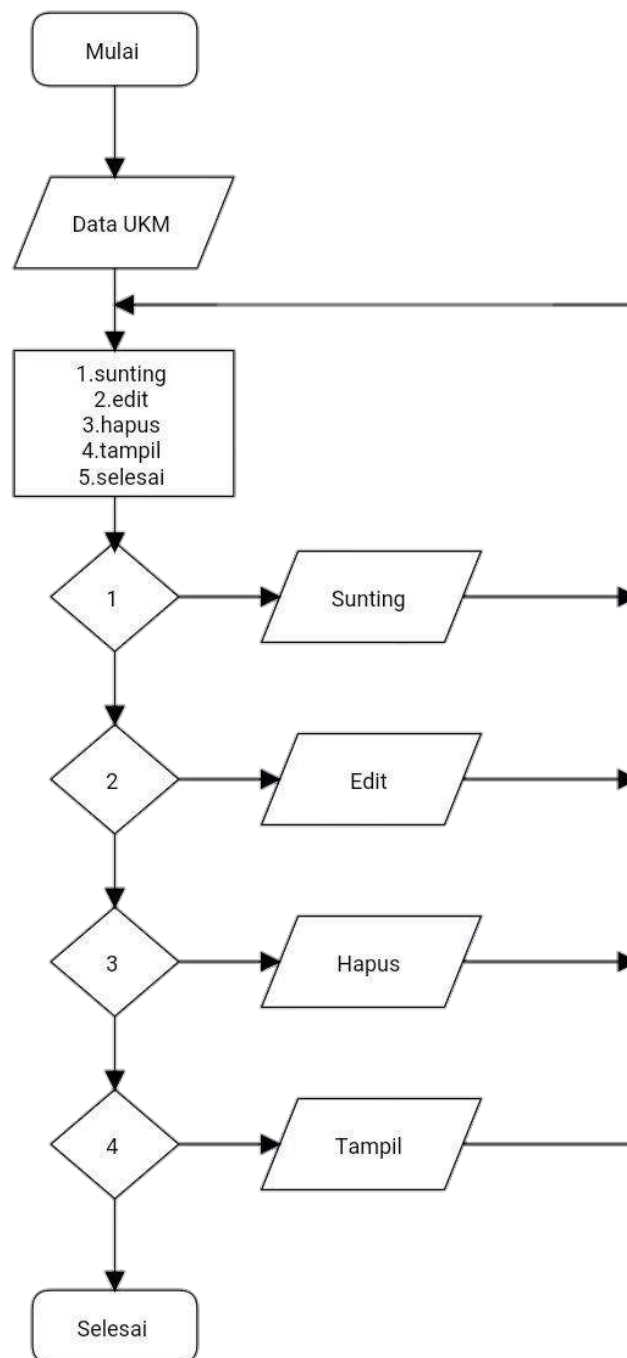 Mulai
Data UKM
1.sunting
2.edit
3.hapus
4.tampil
5.selesai
1
Sunting
2
Edit
3
Hapus
4
Tampil
Selesai